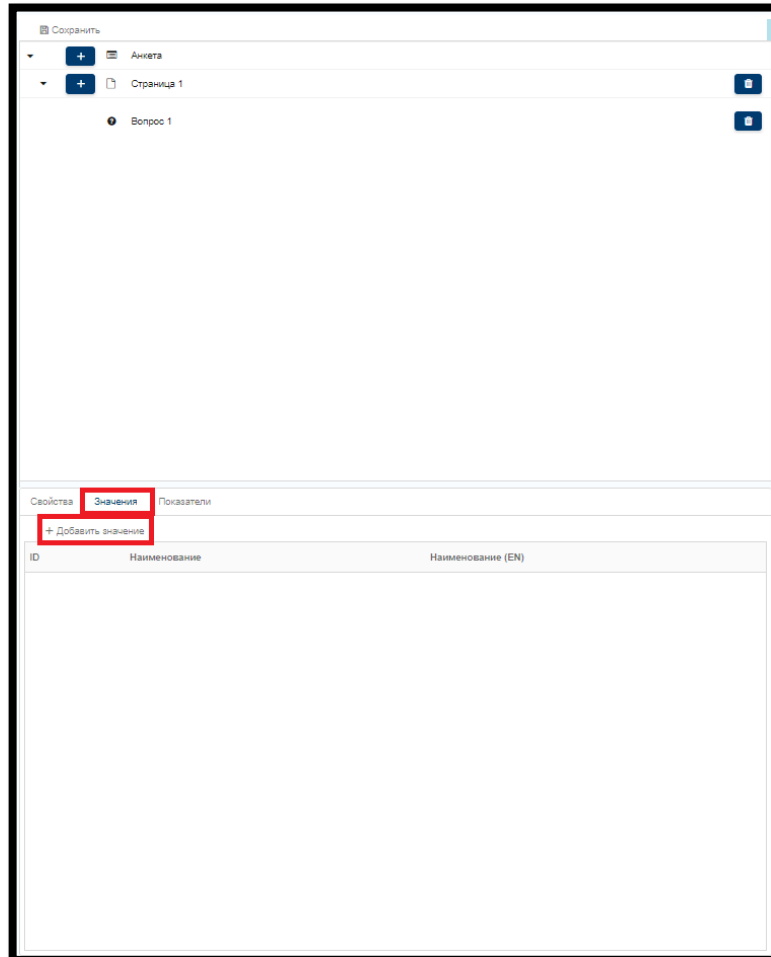 Сохранить
Анкета
Страница 1
Вопрос 1
Свойства Значения Показатели
+ Добавить значение
ID Наименование Наименование (EN)